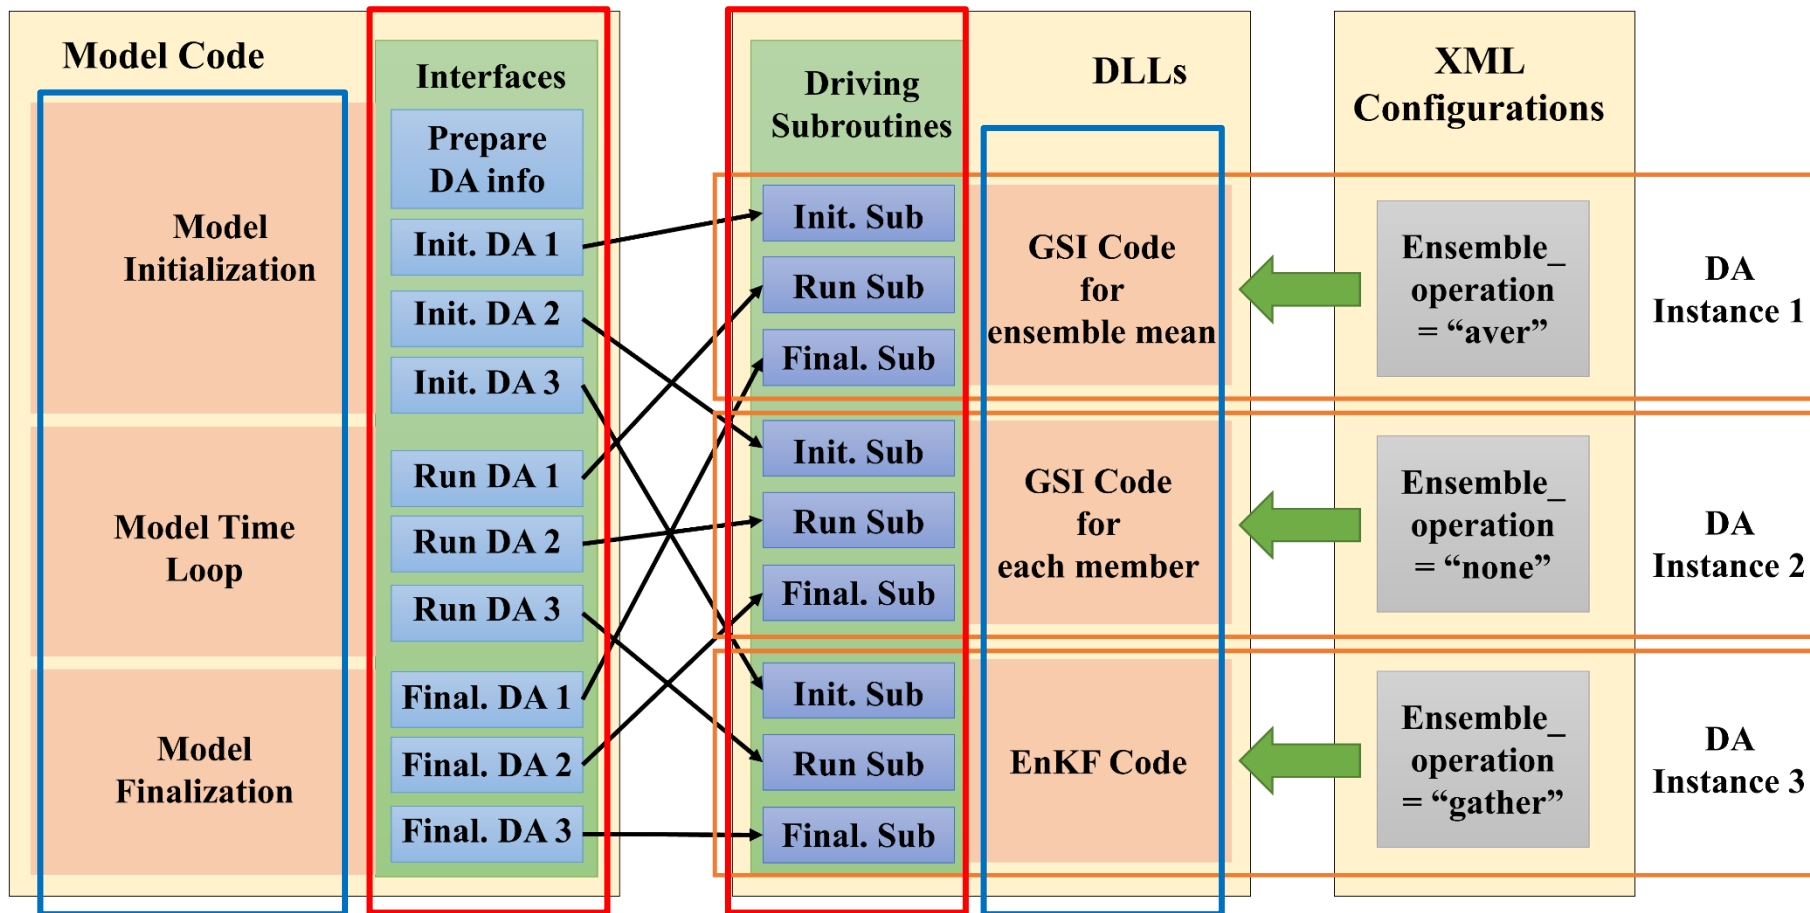 Model Code
Interfaces
Model
Initialization
Model Time
Loop
Model
Finalization
Prepare
DA info
Init. DA 1
Init. DA 2
Init. DA 3
Run DA 1
Run DA 2
Run DA 3
Final. DA 1
Final. DA 2
Final. DA 3
Driving
Subroutines
DLLs
Init. Sub
Run Sub
Final. Sub
GSI Code
for
ensemble mean
Init. Sub
Run Sub
Final. Sub
GSI Code
for
each member
Init. Sub
Run Sub
Final. Sub
EnKF Code
XML
Configurations
Ensemble_
operation
= “aver”
DA
Instance 1
Ensemble_
operation
= “none”
DA
Instance 2
Ensemble_
operation
= “gather”
DA
Instance 3